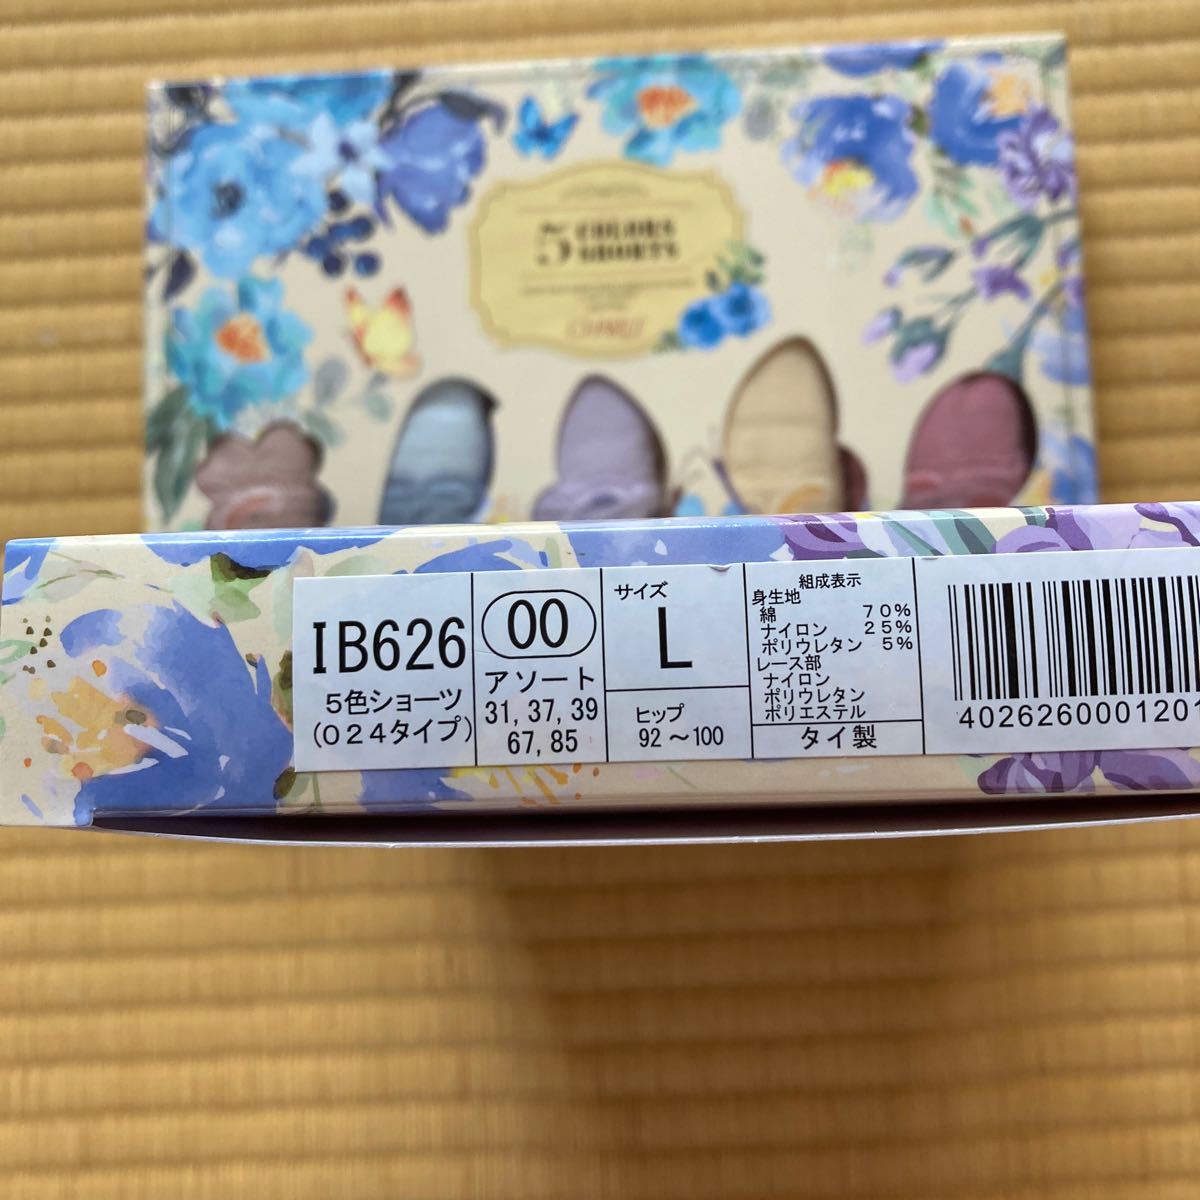 5 COLORS
SHORTS
IB626
5色ショーツ
(024タイプ)
00
アソート
31, 37, 39
67, 85
サイズ
L
ヒップ
92～100
組成表示
身生地
綿 70%
ナイロン 25%
ポリウレタン 5%
レース部
ナイロン
ポリウレタン
ポリエステル
タイ製
402626000120